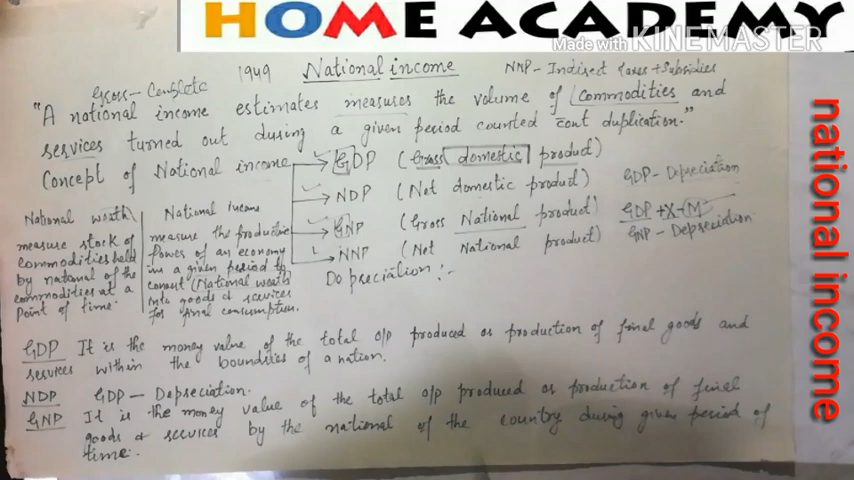 HOME ACADEMY
Made with KINEMASTER
Gross - Complete
1949
National income
NNP - Indirect Taxes + Subsidies
"A national income estimates measures the volume of commodities and
services turned out during a given period counted cout duplication."
Concept of National income
GDP (Gross domestic product)
NDP (Net domestic product) GDP - Depreciation
GNP (Gross National product) GDP + X - M
NNP (Net National product) GNP - Depreciation
Depreciation :-
National worth
measure stock of
commodities held
by national of the
commodities at a
point of time.
National Income
measure the productive
Power of an economy
in a given period to
convert (National worth
into goods & services
for final consumption.
GDP It is the money value of the total o/p produced or production of final goods and
services within the boundries of a nation.
NDP GDP - Depreciation.
GNP It is the money value of the total o/p produced or production of final
goods & services by the national of the country during given period of
time.
national income